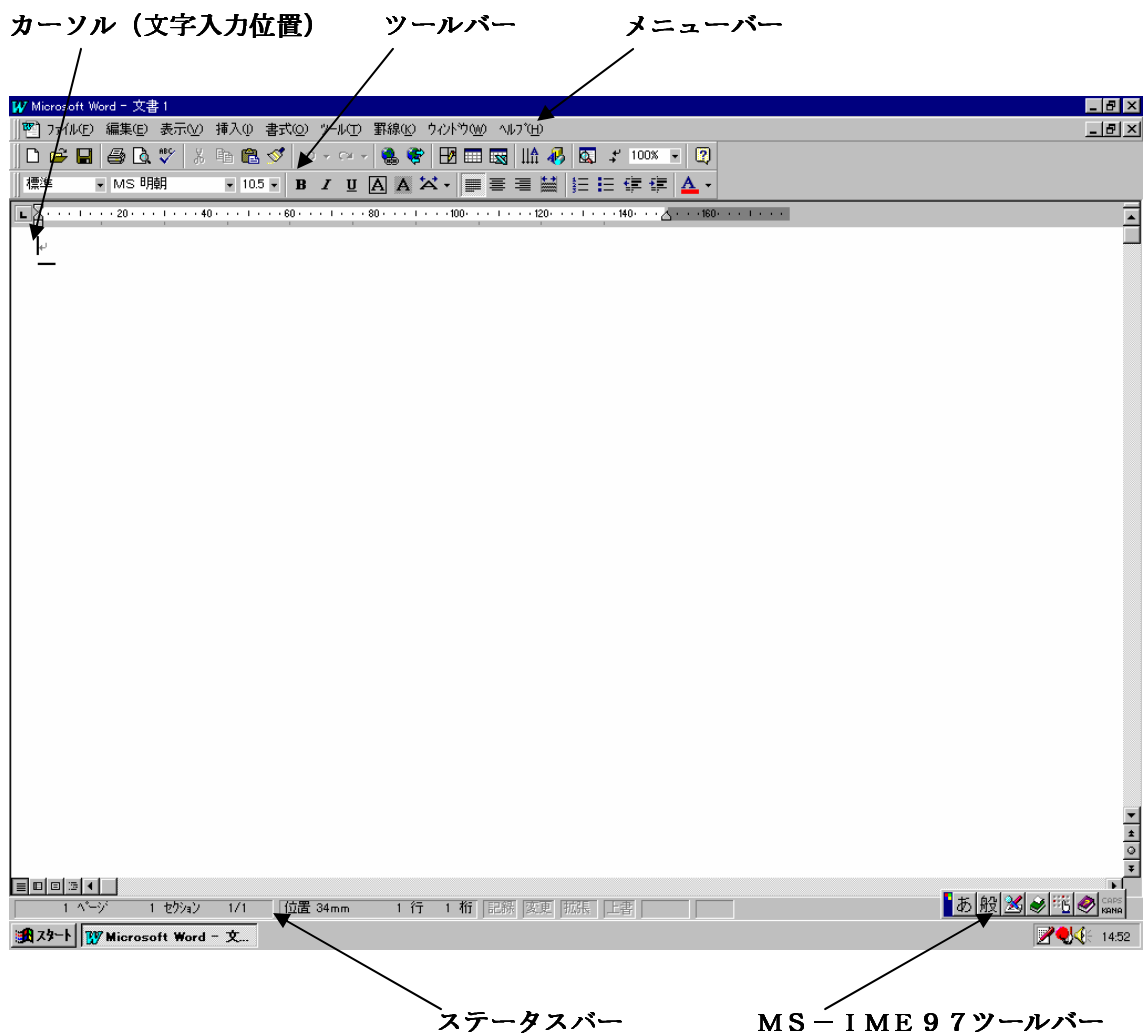 カーソル（文字入力位置） ツールバー メニューバー
Microsoft Word - 文書 1
ファイル(F) 編集(E) 表示(V) 挿入(I) 書式(O) ツール(T) 罫線(K) ウィンドウ(W) ヘルプ(H)
100%
標準 MS 明朝 10.5 B I U A A A
20 40 60 80 100 120 140 160
1 ページ 1 セクション 1/1 位置 34mm 1 行 1 桁 記録 変更 拡張 上書
あ 般 CAPS KANA
スタート Microsoft Word - 文... 14:52
ステータスバー ＭＳ－ＩＭＥ９７ツールバー